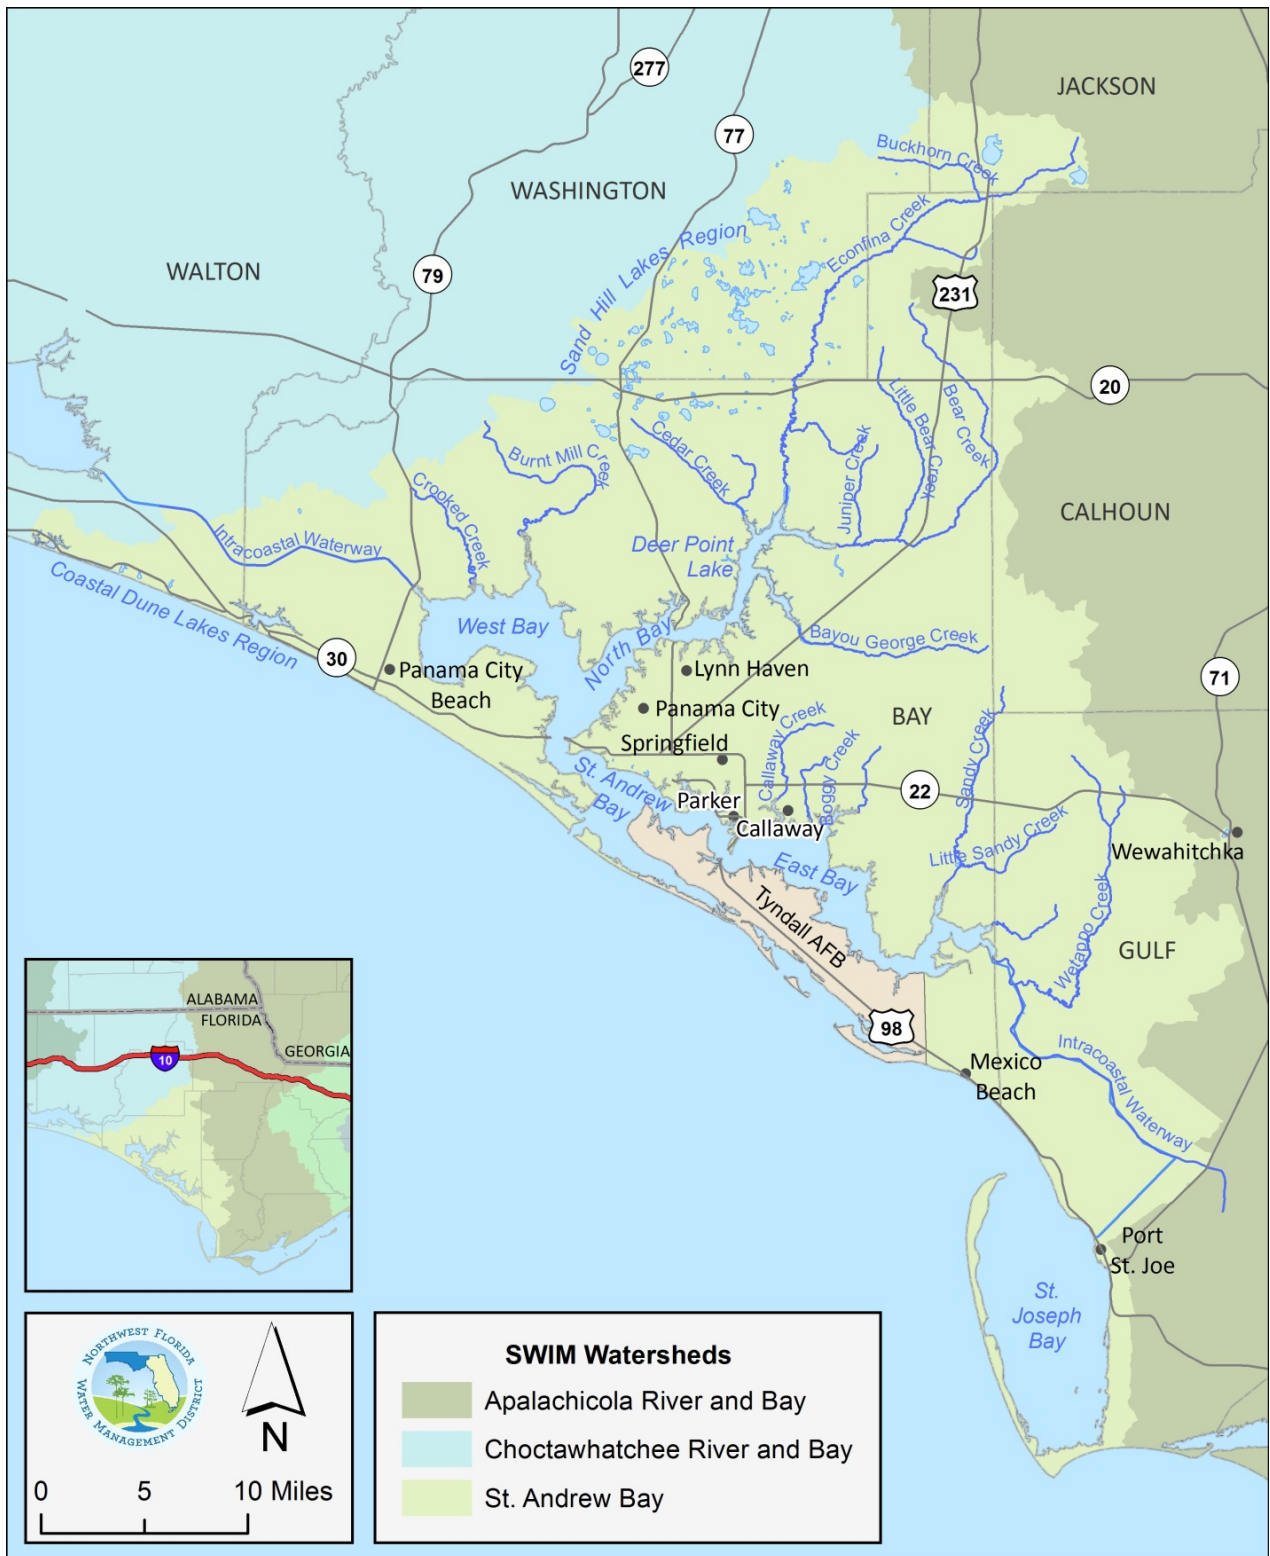 JACKSON
277
77
Buckhorn Creek
WASHINGTON
Econfina Creek
Sand Hill Lakes Region
WALTON
79
231
20
Little Bear Creek
Bear Creek
Cedar Creek
Juniper Creek
Burnt Mill Creek
Crooked Creek
CALHOUN
Intracoastal Waterway
Deer Point
Lake
Coastal Dune Lakes Region
West Bay
North Bay
Bayou George Creek
30
Panama City
Beach
Lynn Haven
71
Panama City
BAY
Springfield
Callaway Creek
Boggy Creek
Sandy Creek
St. Andrew
Bay
22
Parker
Callaway
Little Sandy Creek
Wewahitchka
East Bay
Tyndall AFB
Wetappo Creek
GULF
98
Mexico
Beach
Intracoastal Waterway
Port
St. Joe
St.
Joseph
Bay
ALABAMA
FLORIDA
GEORGIA
10
NORTHWEST FLORIDA
WATER MANAGEMENT DISTRICT
N
0 5 10 Miles
SWIM Watersheds
Apalachicola River and Bay
Choctawhatchee River and Bay
St. Andrew Bay